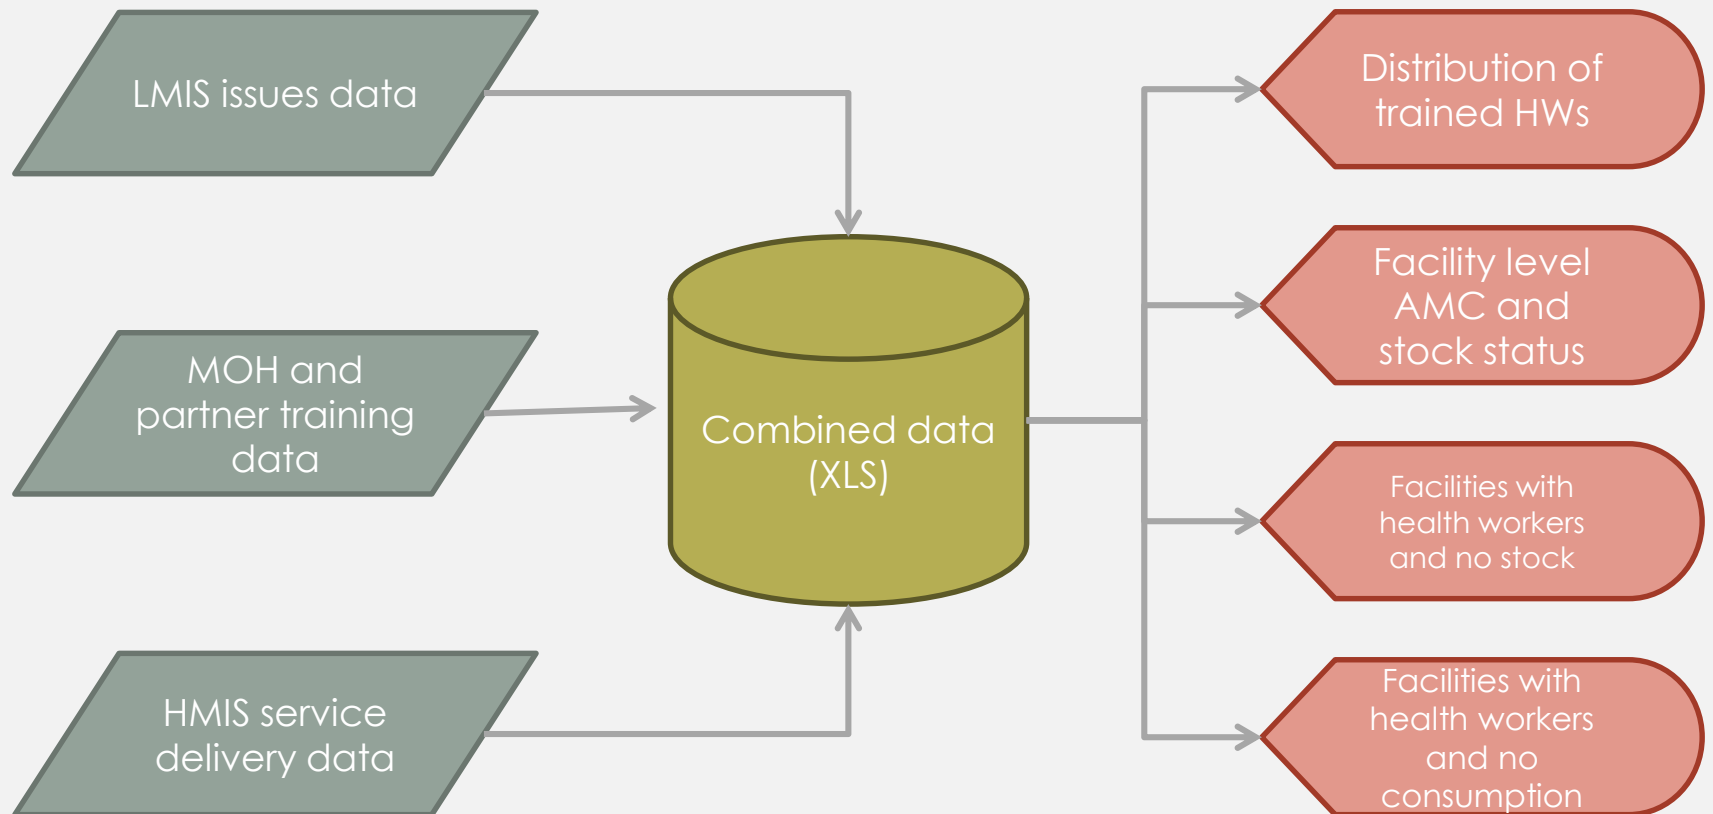 LMIS issues data
MOH and
partner training
data
HMIS service
delivery data
Combined data
(XLS)
Distribution of
trained HWs
Facility level
AMC and
stock status
Facilities with
health workers
and no stock
Facilities with
health workers
and no
consumption